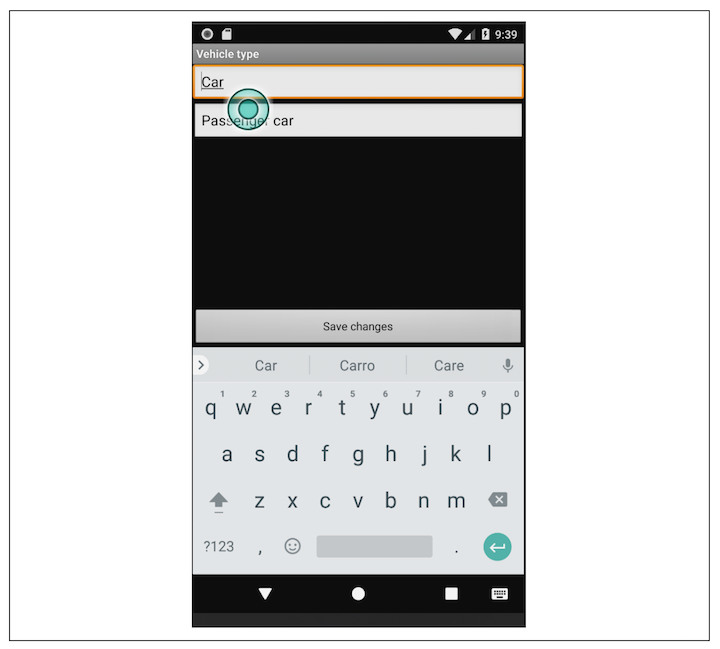 9:39
Vehicle type
Car
Passenger car
Save changes
Car Carro Care
1 2 3 4 5 6 7 8 9 0
q w e r t y u i o p
a s d f g h j k l
z x c v b n m
?123 , .